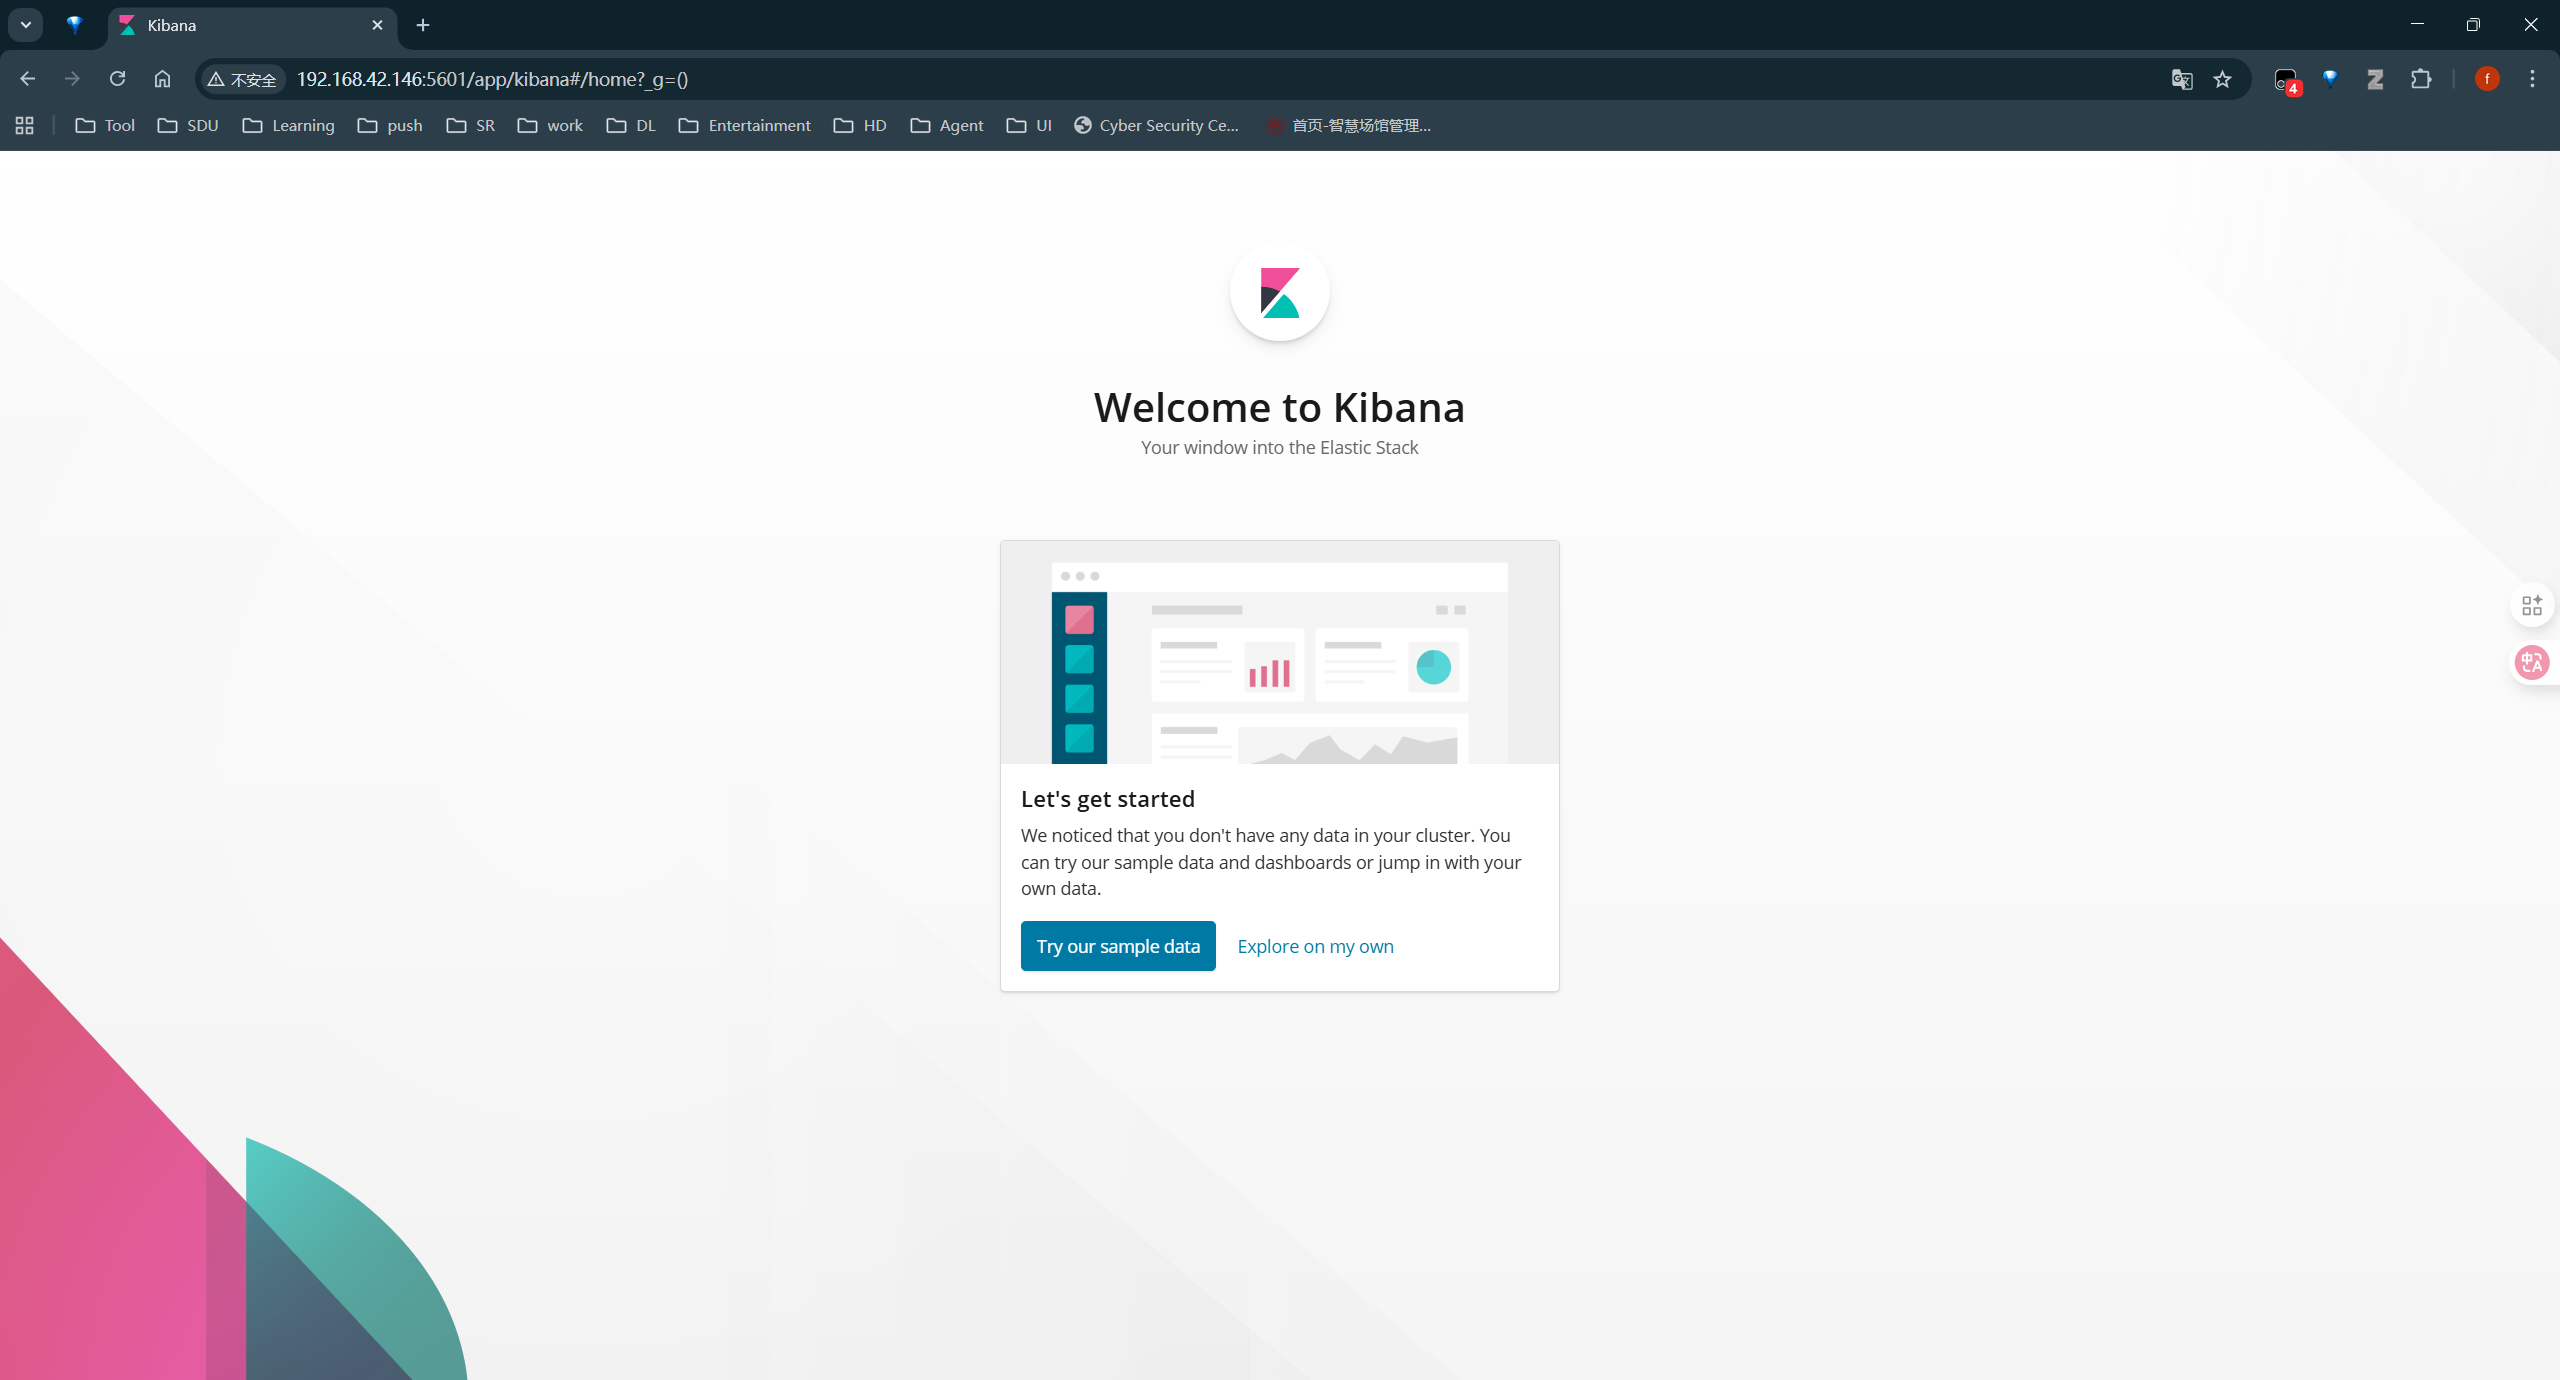 Kibana
不安全 192.168.42.146:5601/app/kibana#/home?_g=()
4
f
Tool SDU Learning push SR work DL Entertainment HD Agent UI Cyber Security Ce... 首页-智慧场馆管理...
Welcome to Kibana
Your window into the Elastic Stack
Let's get started
We noticed that you don't have any data in your cluster. You
can try our sample data and dashboards or jump in with your
own data.
Try our sample data Explore on my own